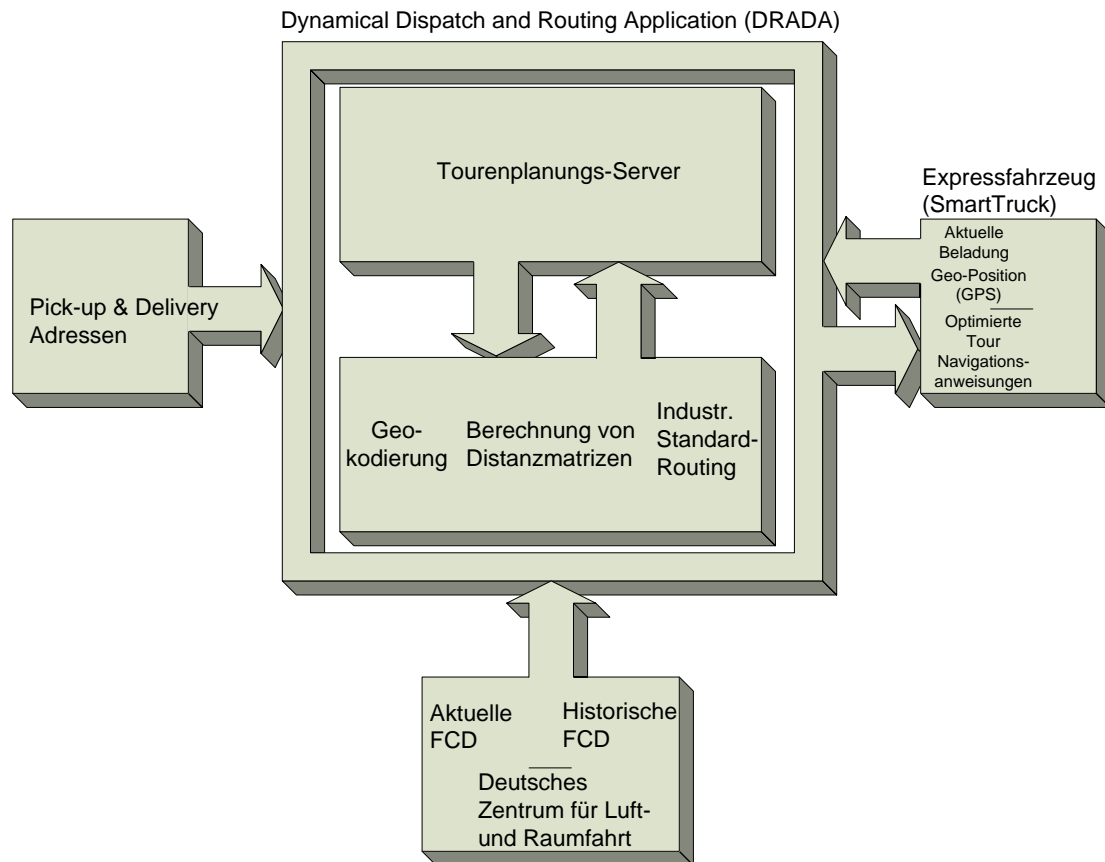 Dynamical Dispatch and Routing Application (DRADA)
Tourenplanungs-Server
Expressfahrzeug
(SmartTruck)
Aktuelle
Beladung
Geo-Position
(GPS)
Optimierte
Tour
Navigations-
anweisungen
Pick-up & Delivery
Adressen
Geo-
kodierung
Berechnung von
Distanzmatrizen
Industr.
Standard-
Routing
Aktuelle
FCD
Historische
FCD
Deutsches
Zentrum für Luft-
und Raumfahrt